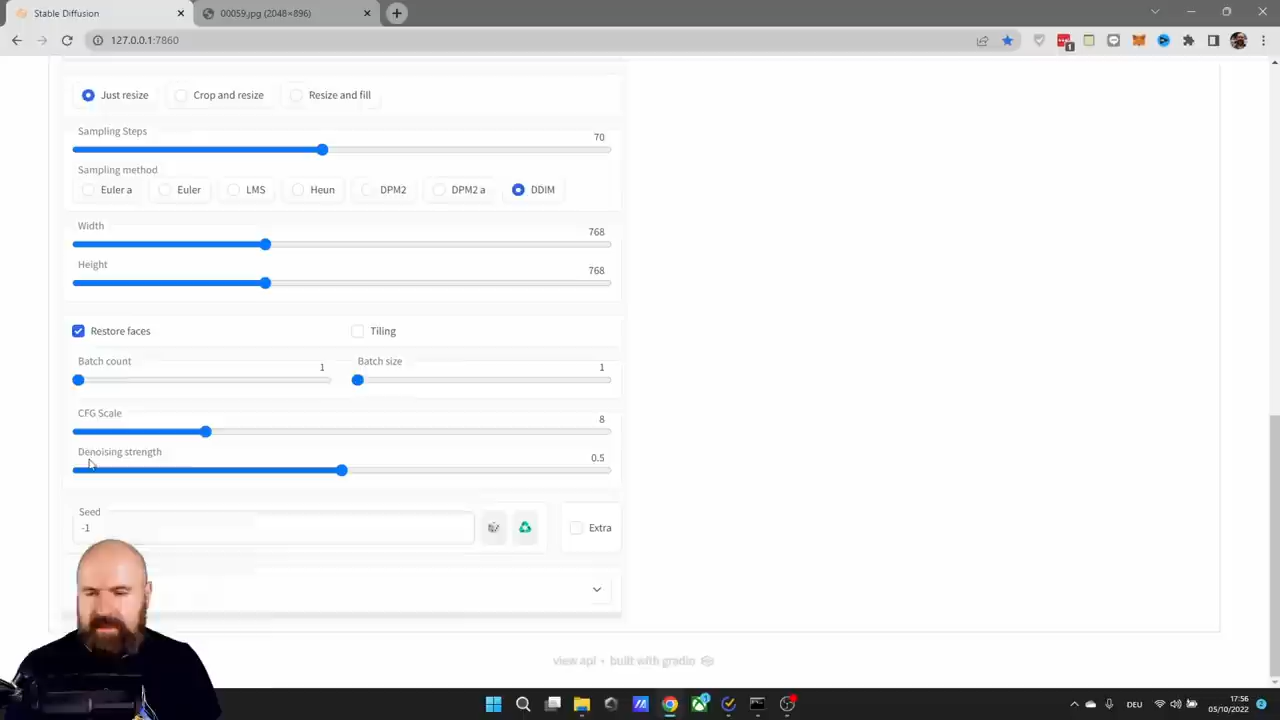 Stable Diffusion
00059.jpg (2048×896)
127.0.0.1:7860
1
Just resize
Crop and resize
Resize and fill
Sampling Steps
70
Sampling method
Euler a
Euler
LMS
Heun
DPM2
DPM2 a
DDIM
Width
768
Height
768
Restore faces
Tiling
Batch count
1
Batch size
1
CFG Scale
8
Denoising strength
0.5
Seed
-1
Extra
view api • built with gradio
1
DEU
17:56
05/10/2022
2